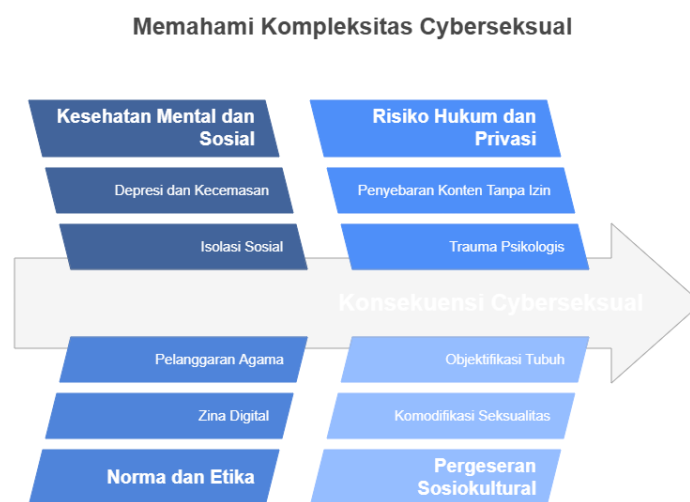 Memahami Kompleksitas Cyberseksual
Kesehatan Mental dan
Sosial
Depresi dan Kecemasan
Isolasi Sosial
Risiko Hukum dan
Privasi
Penyebaran Konten Tanpa Izin
Trauma Psikologis
Konsekuensi Cyberseksual
Pelanggaran Agama
Zina Digital
Norma dan Etika
Objektifikasi Tubuh
Komodifikasi Seksualitas
Pergeseran
Sosiokultural